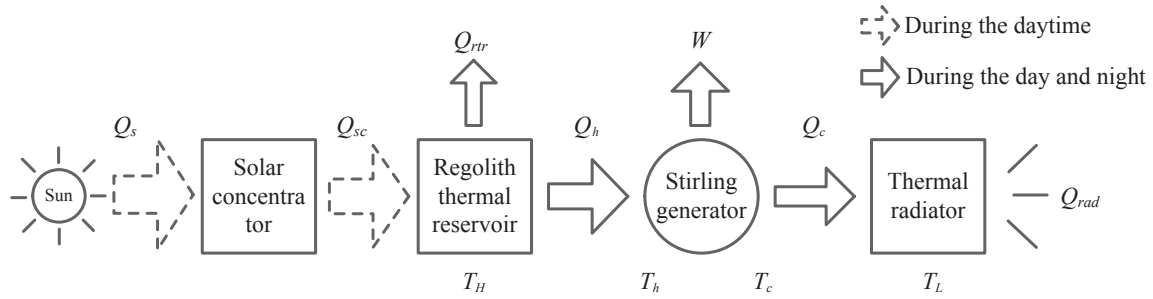 During the daytime
During the day and night
Q_rtr
W
Q_s
Q_sc
Q_h
Q_c
Sun
Solar
concentra
tor
Regolith
thermal
reservoir
Stirling
generator
Thermal
radiator
Q_rad
T_H
T_h
T_c
T_L